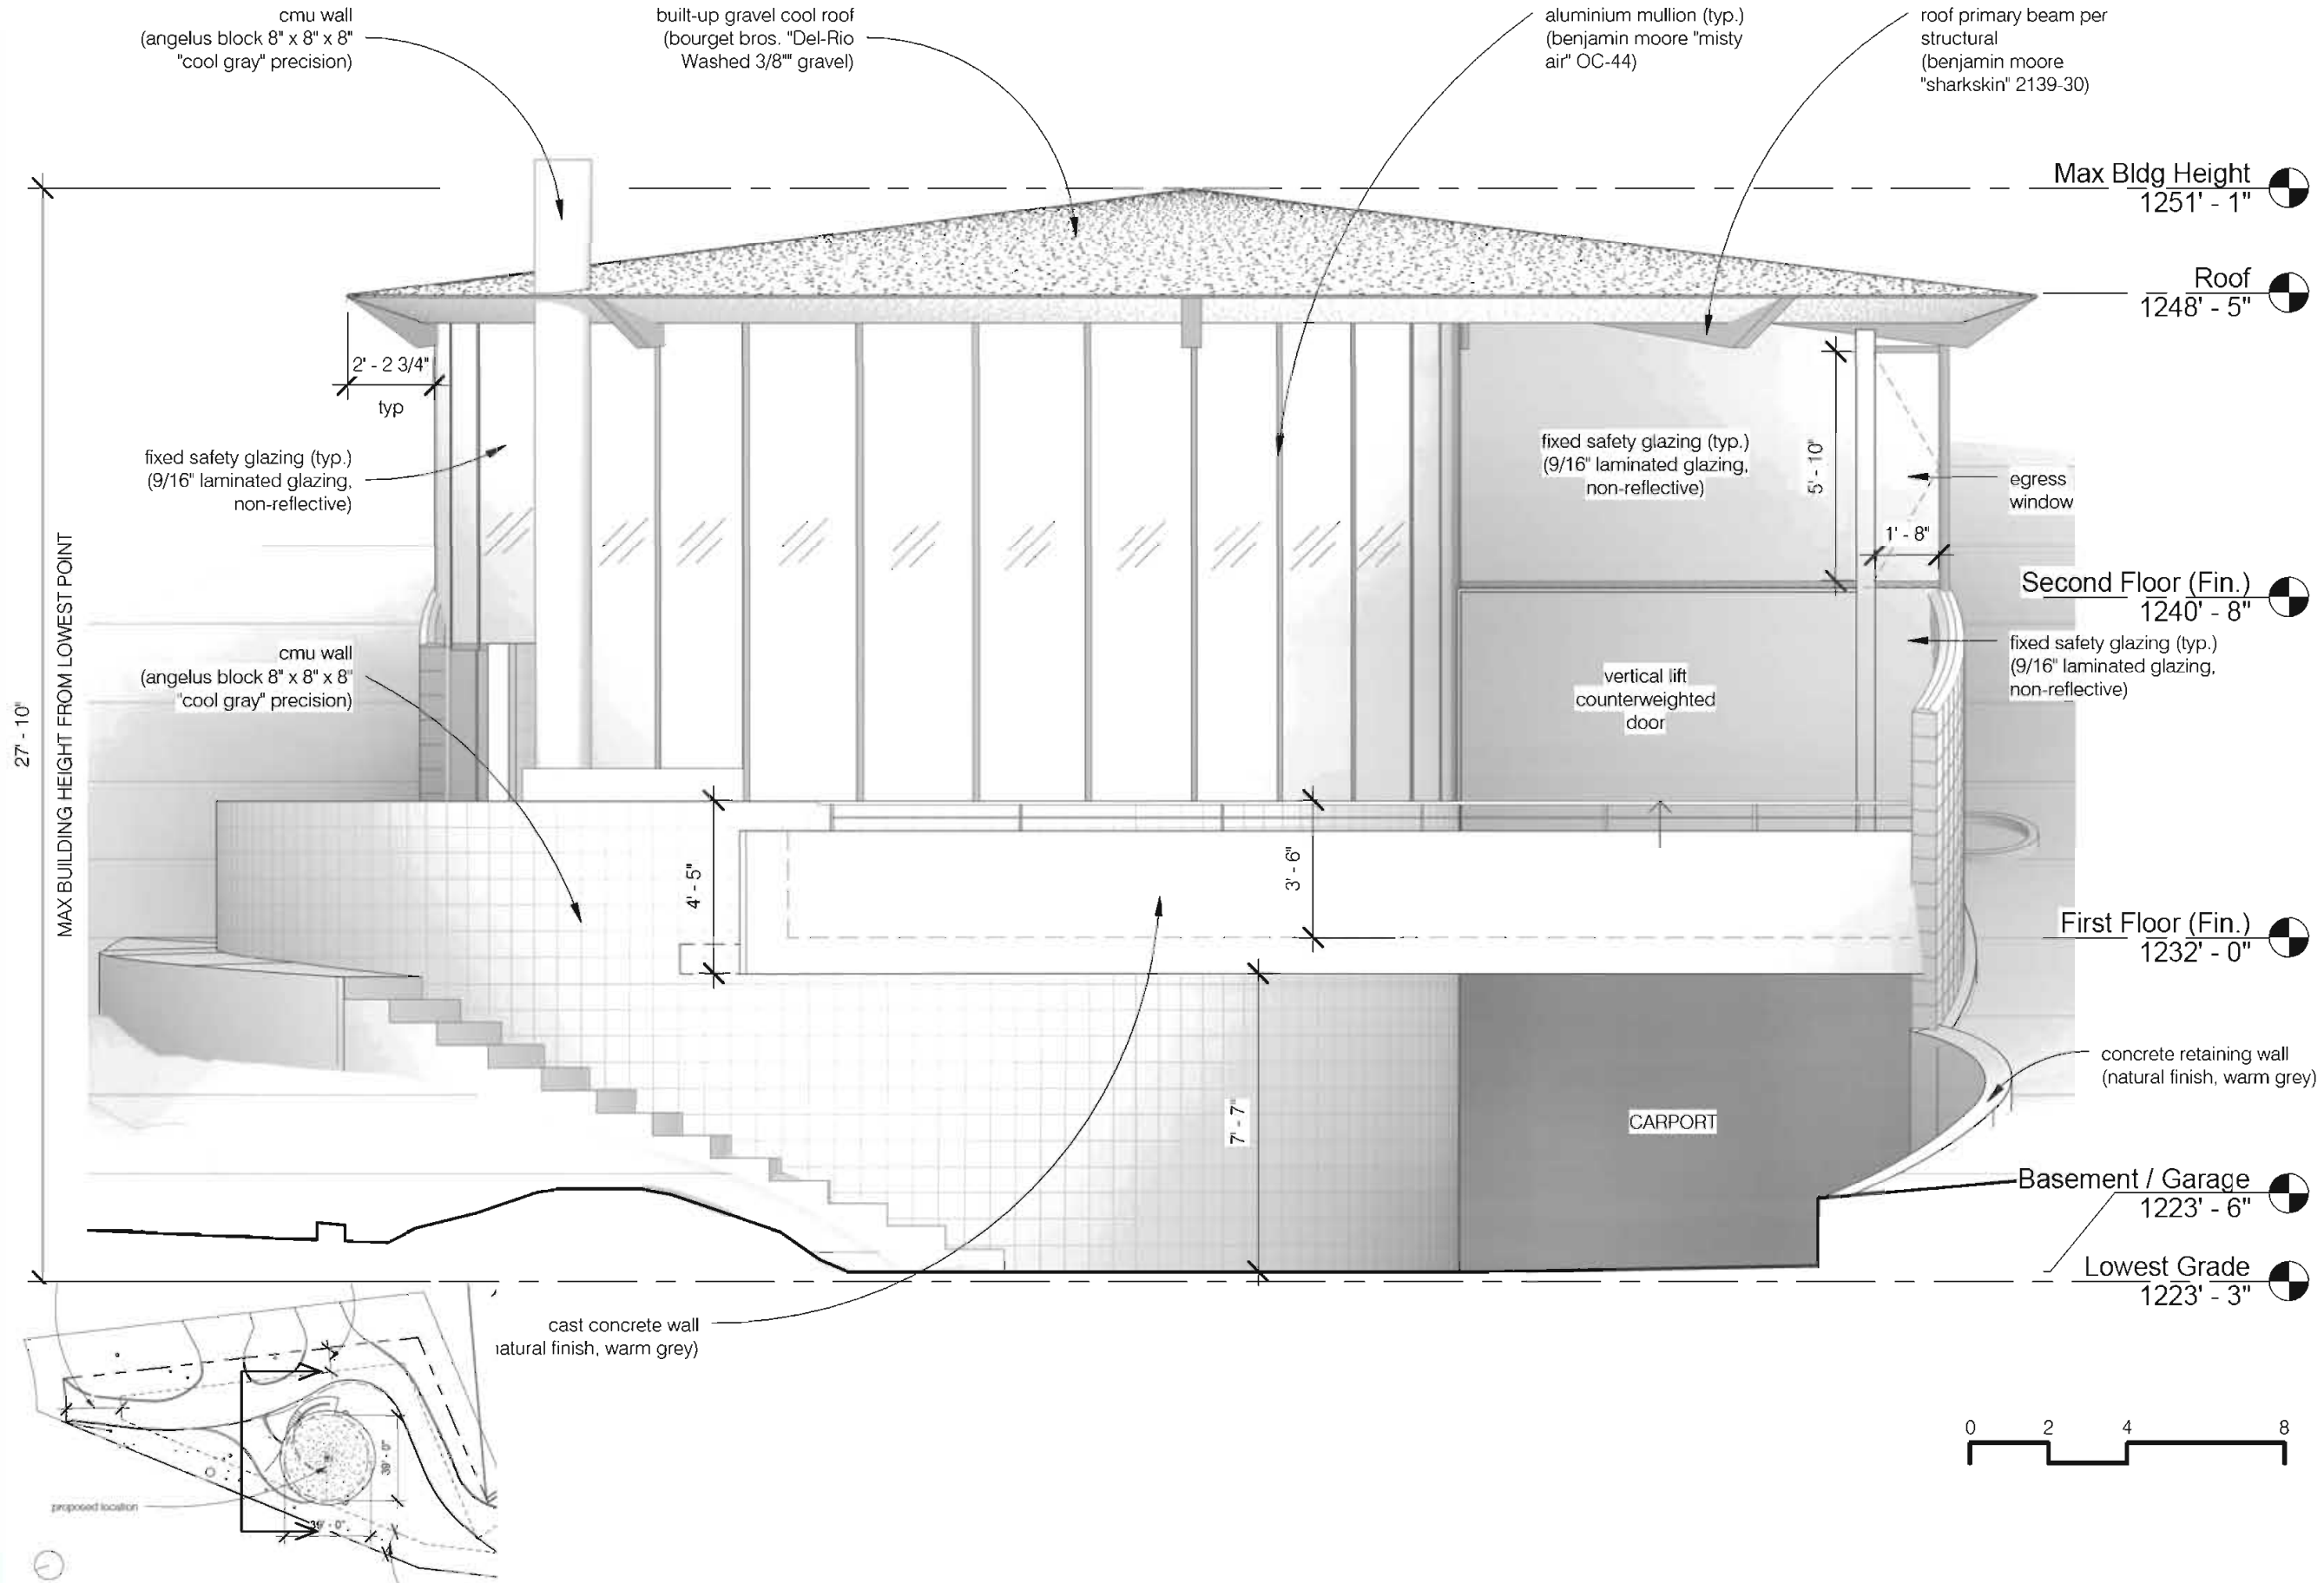 cmu wall
(angelus block 8" x 8" x 8"
"cool gray" precision)
built-up gravel cool roof
(bourget bros. "Del-Rio
Washed 3/8"" gravel)
aluminium mullion (typ.)
(benjamin moore "misty
air" OC-44)
roof primary beam per
structural
(benjamin moore
"sharkskin" 2139-30)
Max Bldg Height
1251' - 1"
Roof
1248' - 5"
2' - 2 3/4"
typ
fixed safety glazing (typ.)
(9/16" laminated glazing,
non-reflective)
fixed safety glazing (typ.)
(9/16" laminated glazing,
non-reflective)
5' - 10"
egress
window
1' - 8"
Second Floor (Fin.)
1240' - 8"
fixed safety glazing (typ.)
(9/16" laminated glazing,
non-reflective)
27' - 10"
MAX BUILDING HEIGHT FROM LOWEST POINT
cmu wall
(angelus block 8" x 8" x 8"
"cool gray" precision)
vertical lift
counterweighted
door
4' - 5"
3' - 6"
First Floor (Fin.)
1232' - 0"
concrete retaining wall
(natural finish, warm grey)
7' - 7"
CARPORT
Basement / Garage
1223' - 6"
Lowest Grade
1223' - 3"
cast concrete wall
natural finish, warm grey)
39' - 0"
proposed location
39' - 0"
0 2 4 8